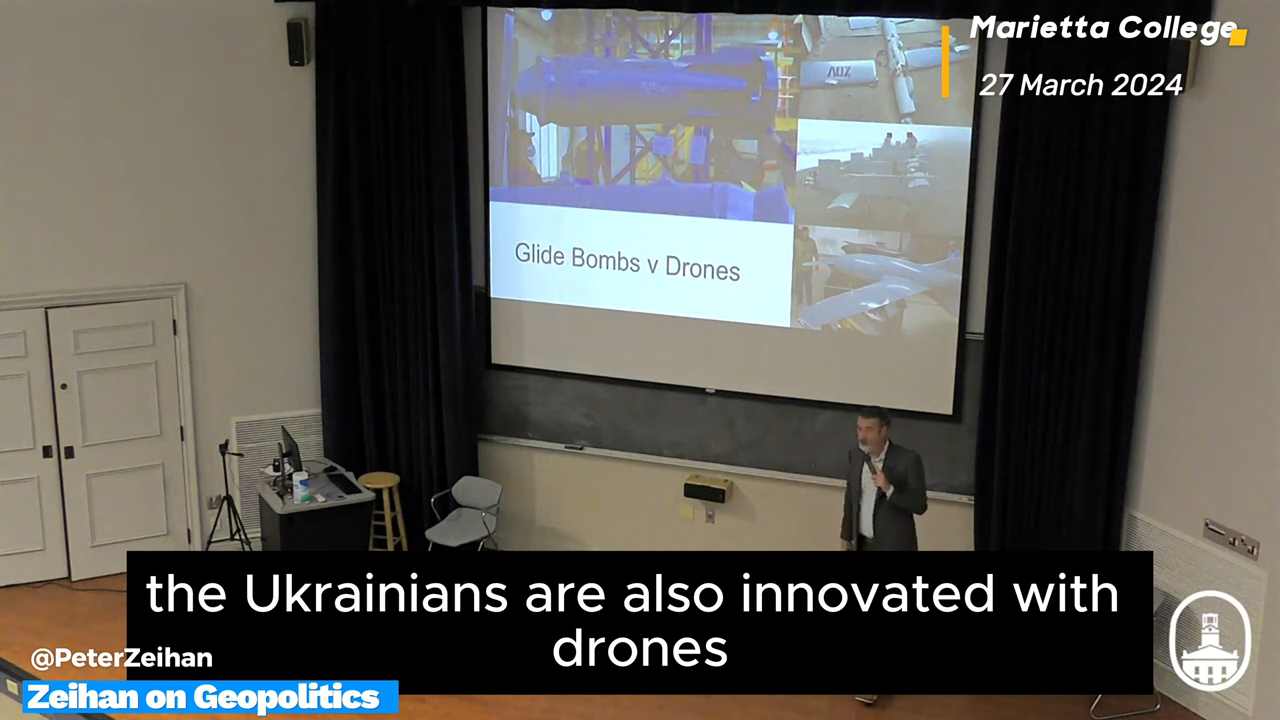 Marietta College
27 March 2024
Glide Bombs v Drones
the Ukrainians are also innovated with
drones
@PeterZeihan
Zeihan on Geopolitics